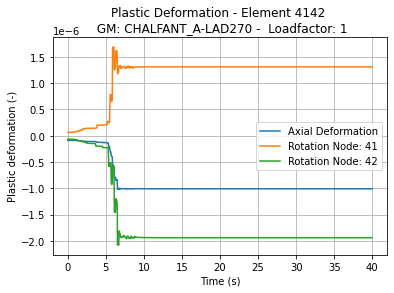 Plastic Deformation - Element 4142
GM: CHALFANT_A-LAD270 -  Loadfactor: 1
1e−6
1.5
1.0
0.5
0.0
−0.5
−1.0
−1.5
−2.0
Plastic deformation (-)
Axial Deformation
Rotation Node: 41
Rotation Node: 42
0 5 10 15 20 25 30 35 40
Time (s)